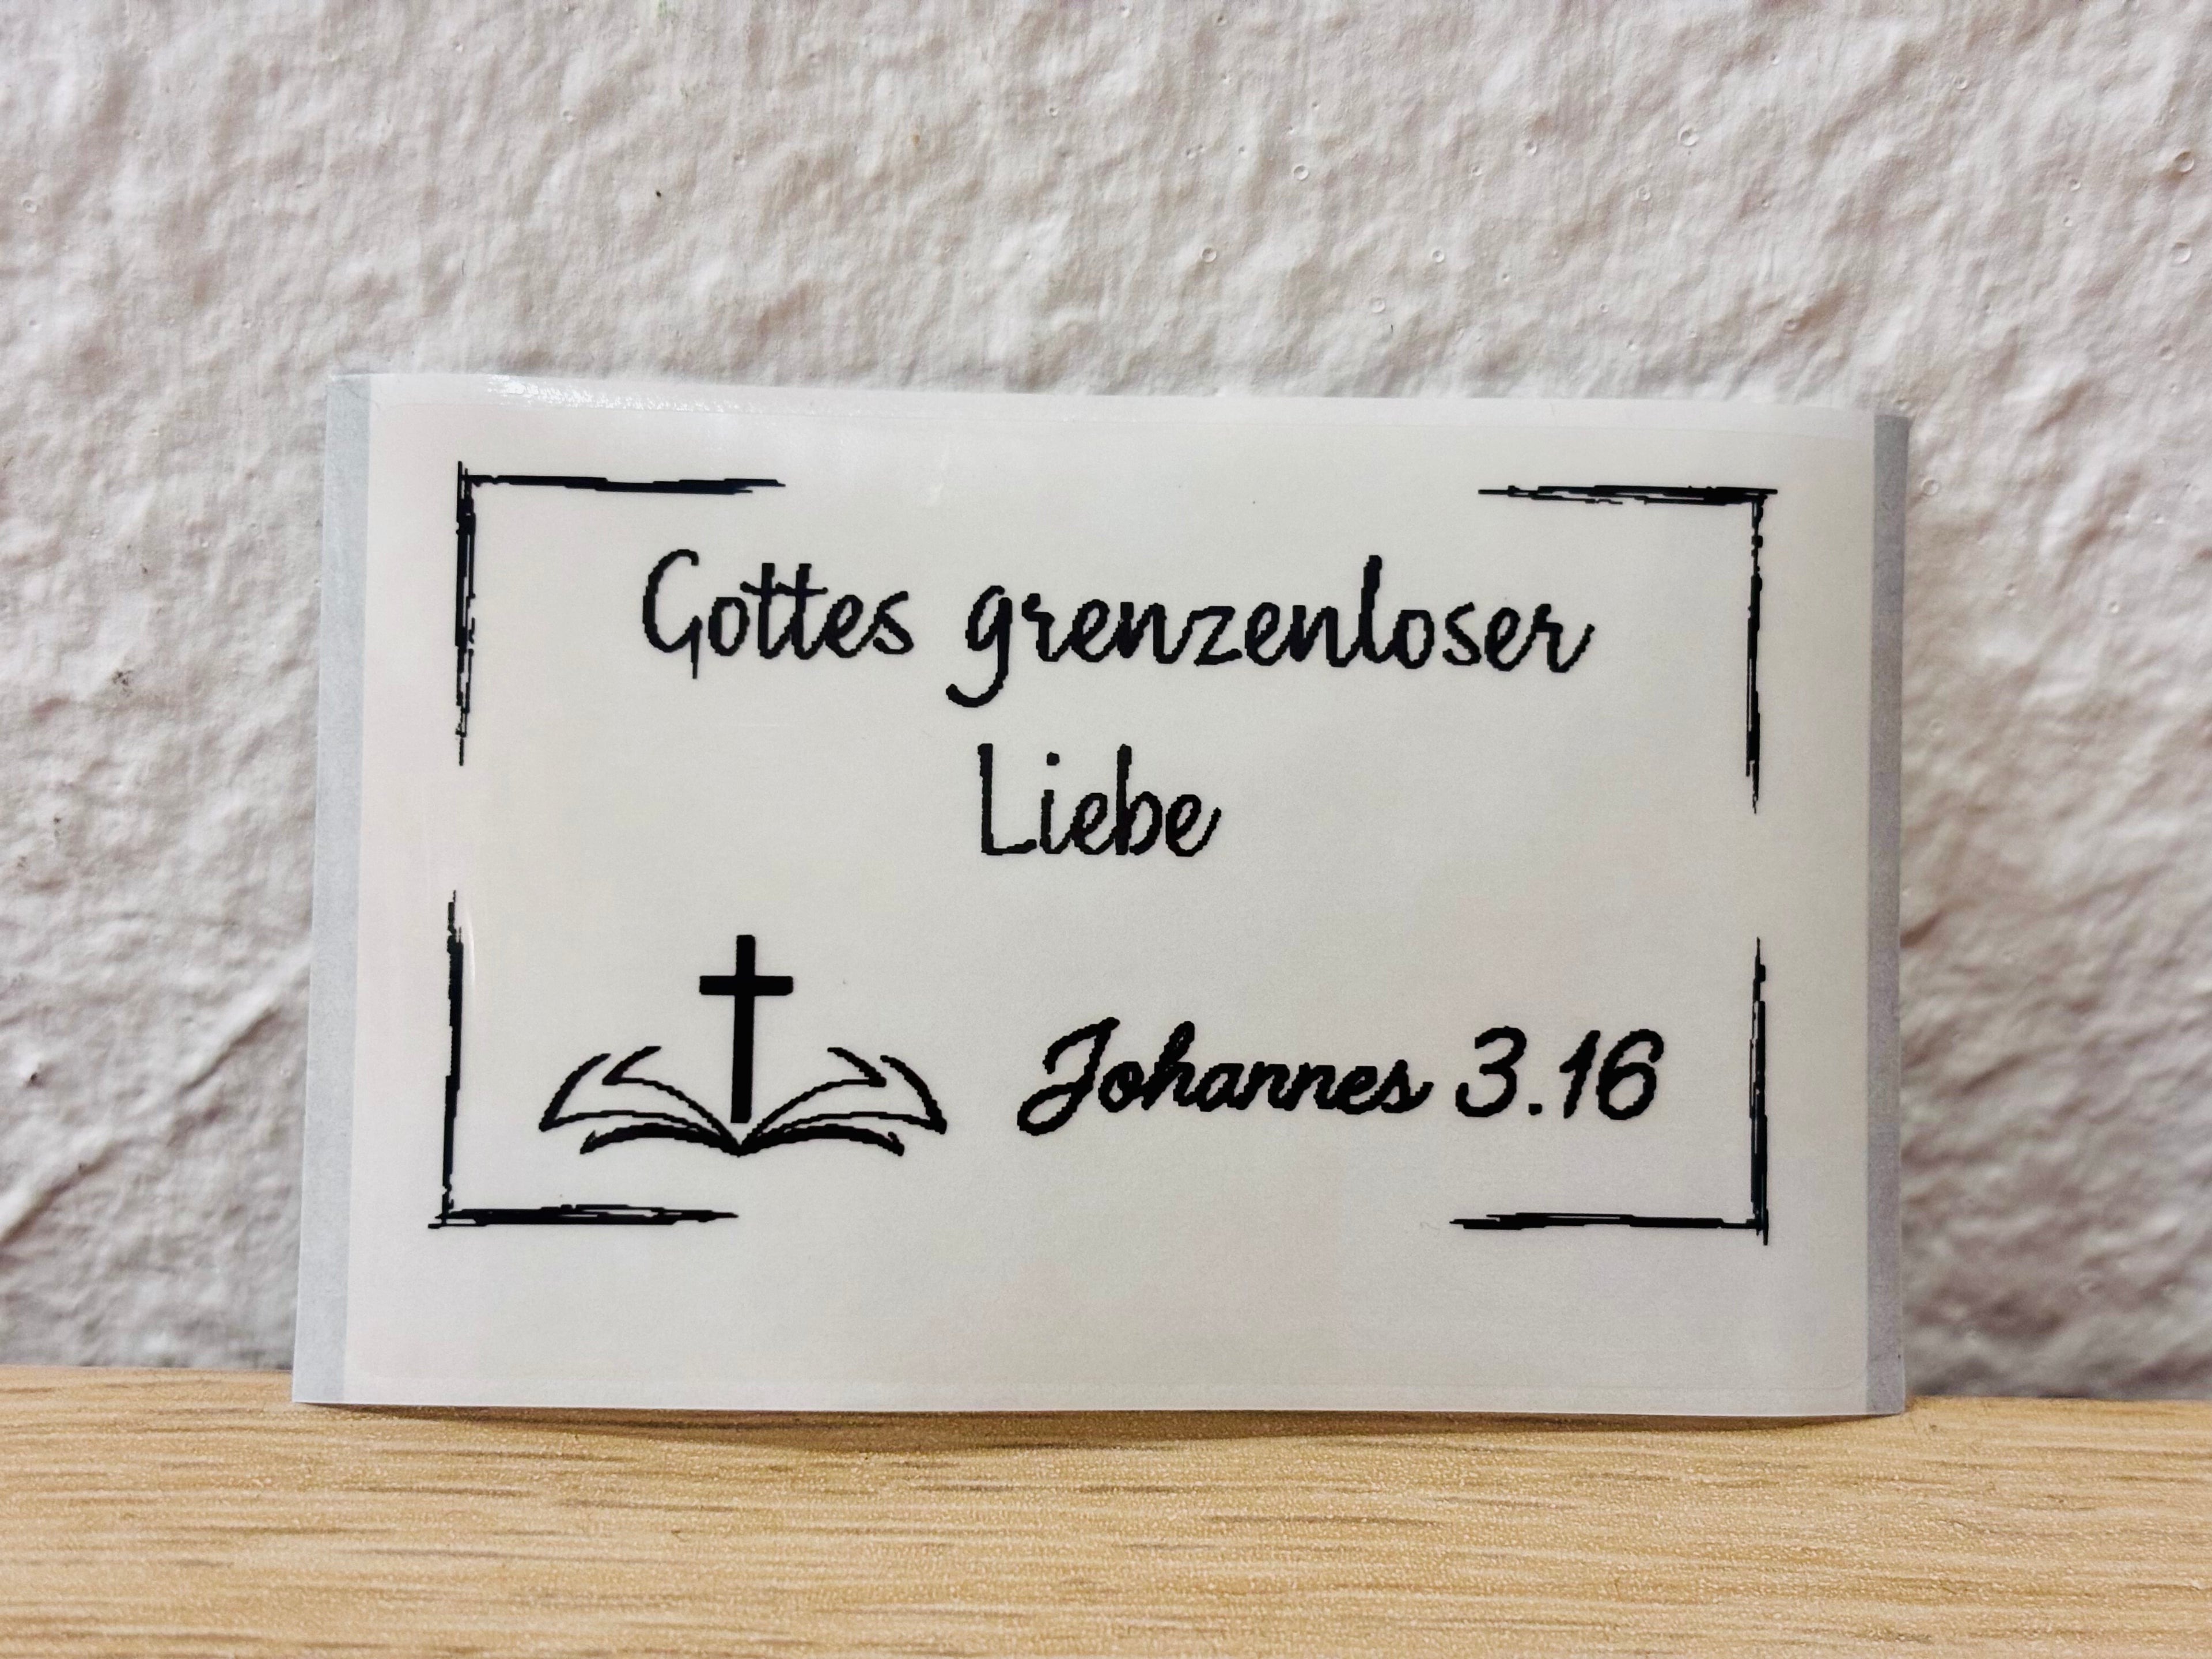 Gottes grenzenloser
Liebe
Johannes 3.16